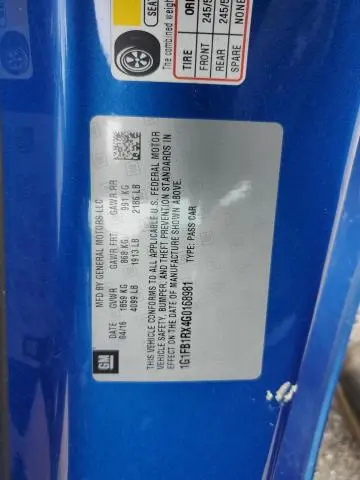 MFD BY GENERAL MOTORS LLC
04/16
GVWR
1859 KG
4099 LB
GAWR FRT
868 KG
1913 LB
GAWR RR
991 KG
2186 LB
THIS VEHICLE CONFORMS TO ALL APPLICABLE U.S. FEDERAL MOTOR
VEHICLE SAFETY, BUMPER, AND THEFT PREVENTION STANDARDS IN
EFFECT ON THE DATE OF MANUFACTURE SHOWN ABOVE.
1G1FB1RX4G0168981
TYPE: PASS CAR
GM
SEAT
The combined weight
TIRE
ORI
FRONT
245/5
REAR
245/5
SPARE
NONE